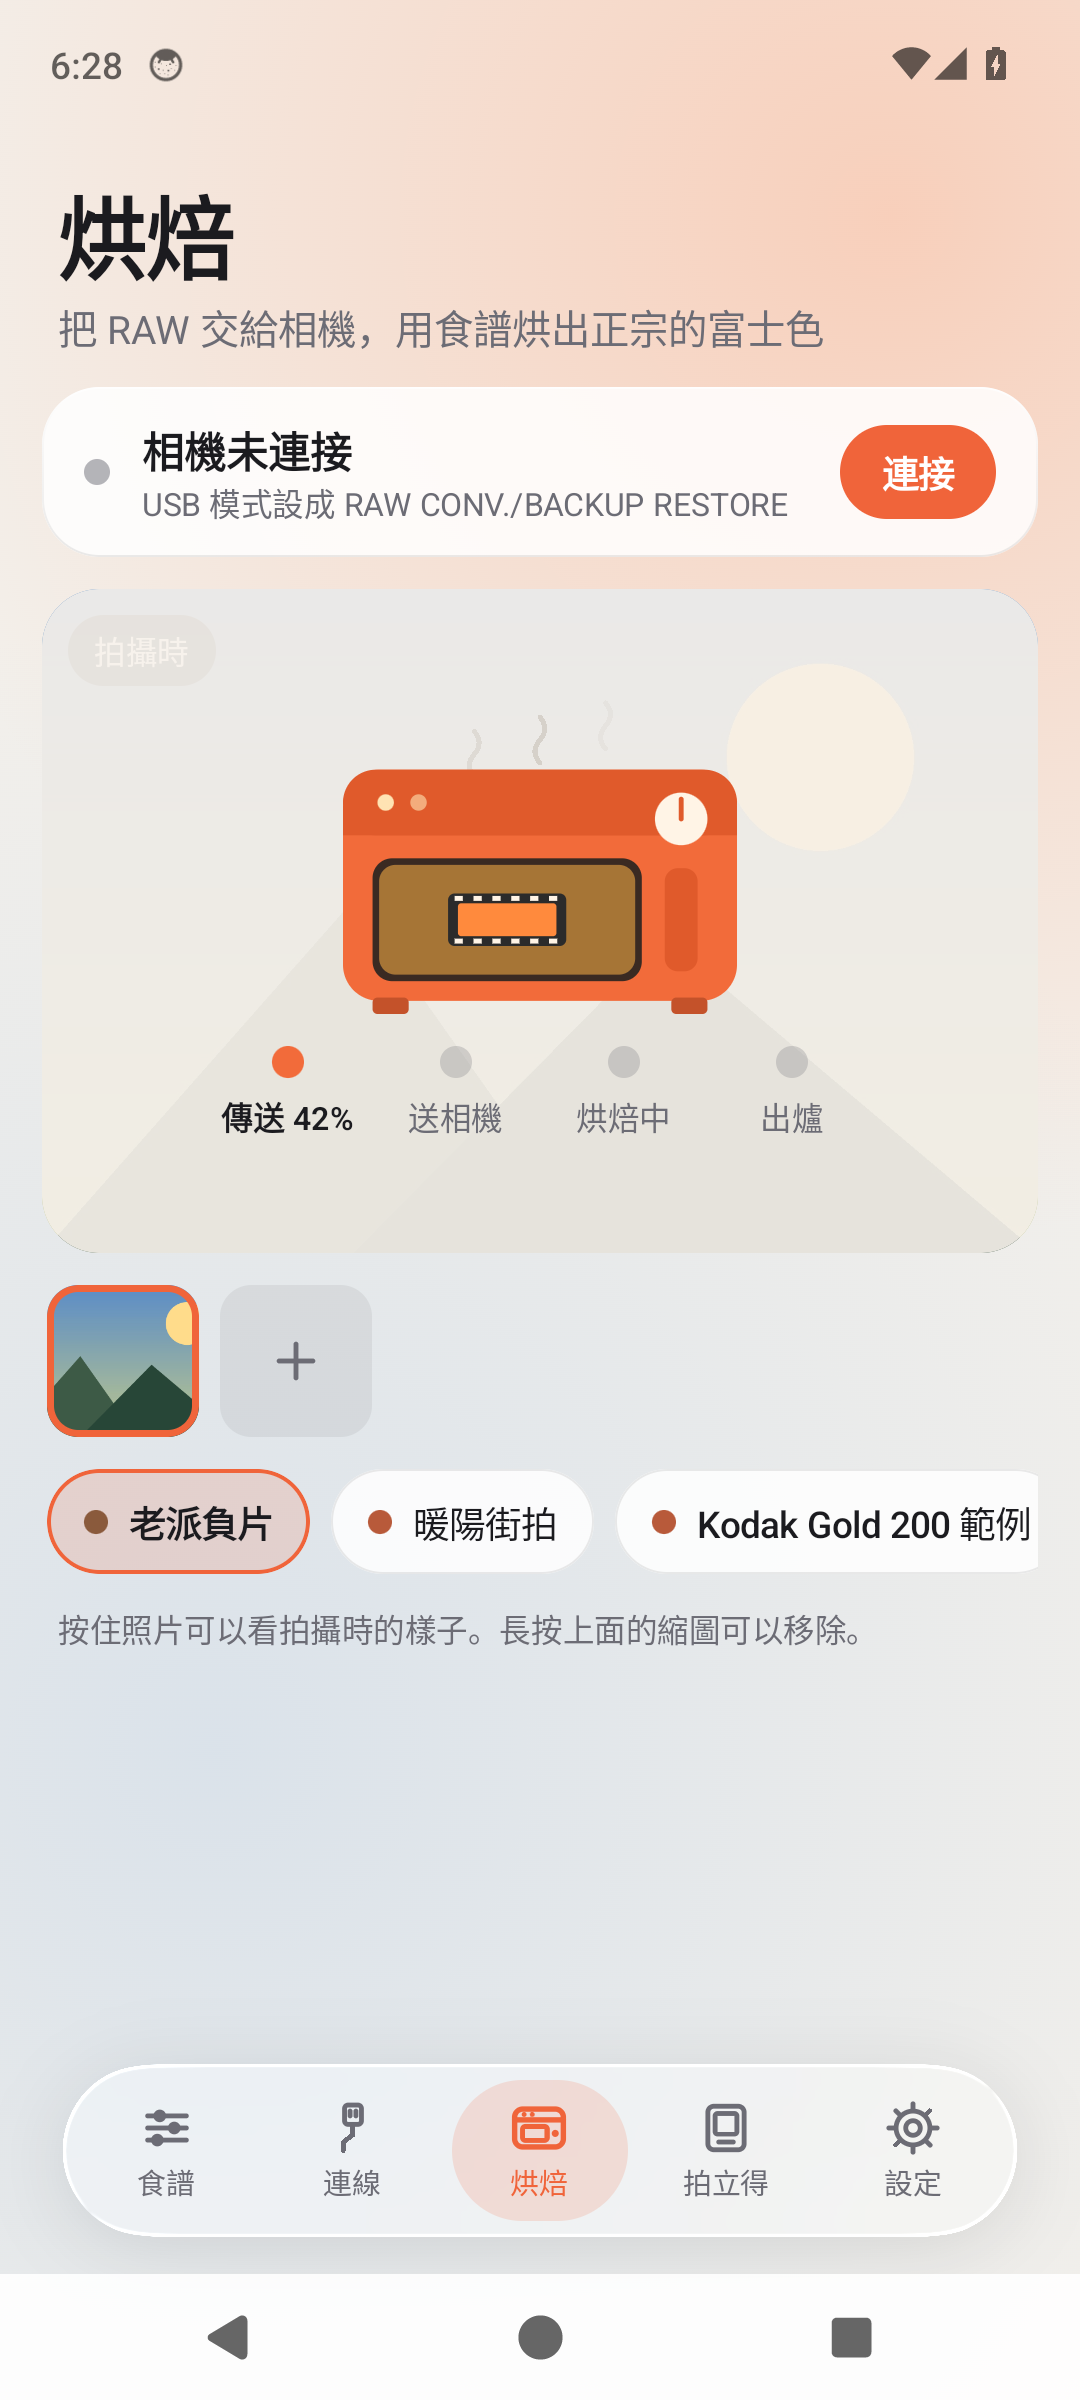 6:28
烘焙
把 RAW 交給相機，用食譜烘出正宗的富士色
相機未連接
USB 模式設成 RAW CONV./BACKUP RESTORE
連接
拍攝時
傳送 42%
送相機
烘焙中
出爐
老派負片
暖陽街拍
Kodak Gold 200 範例
按住照片可以看拍攝時的樣子。長按上面的縮圖可以移除。
食譜
連線
烘焙
拍立得
設定